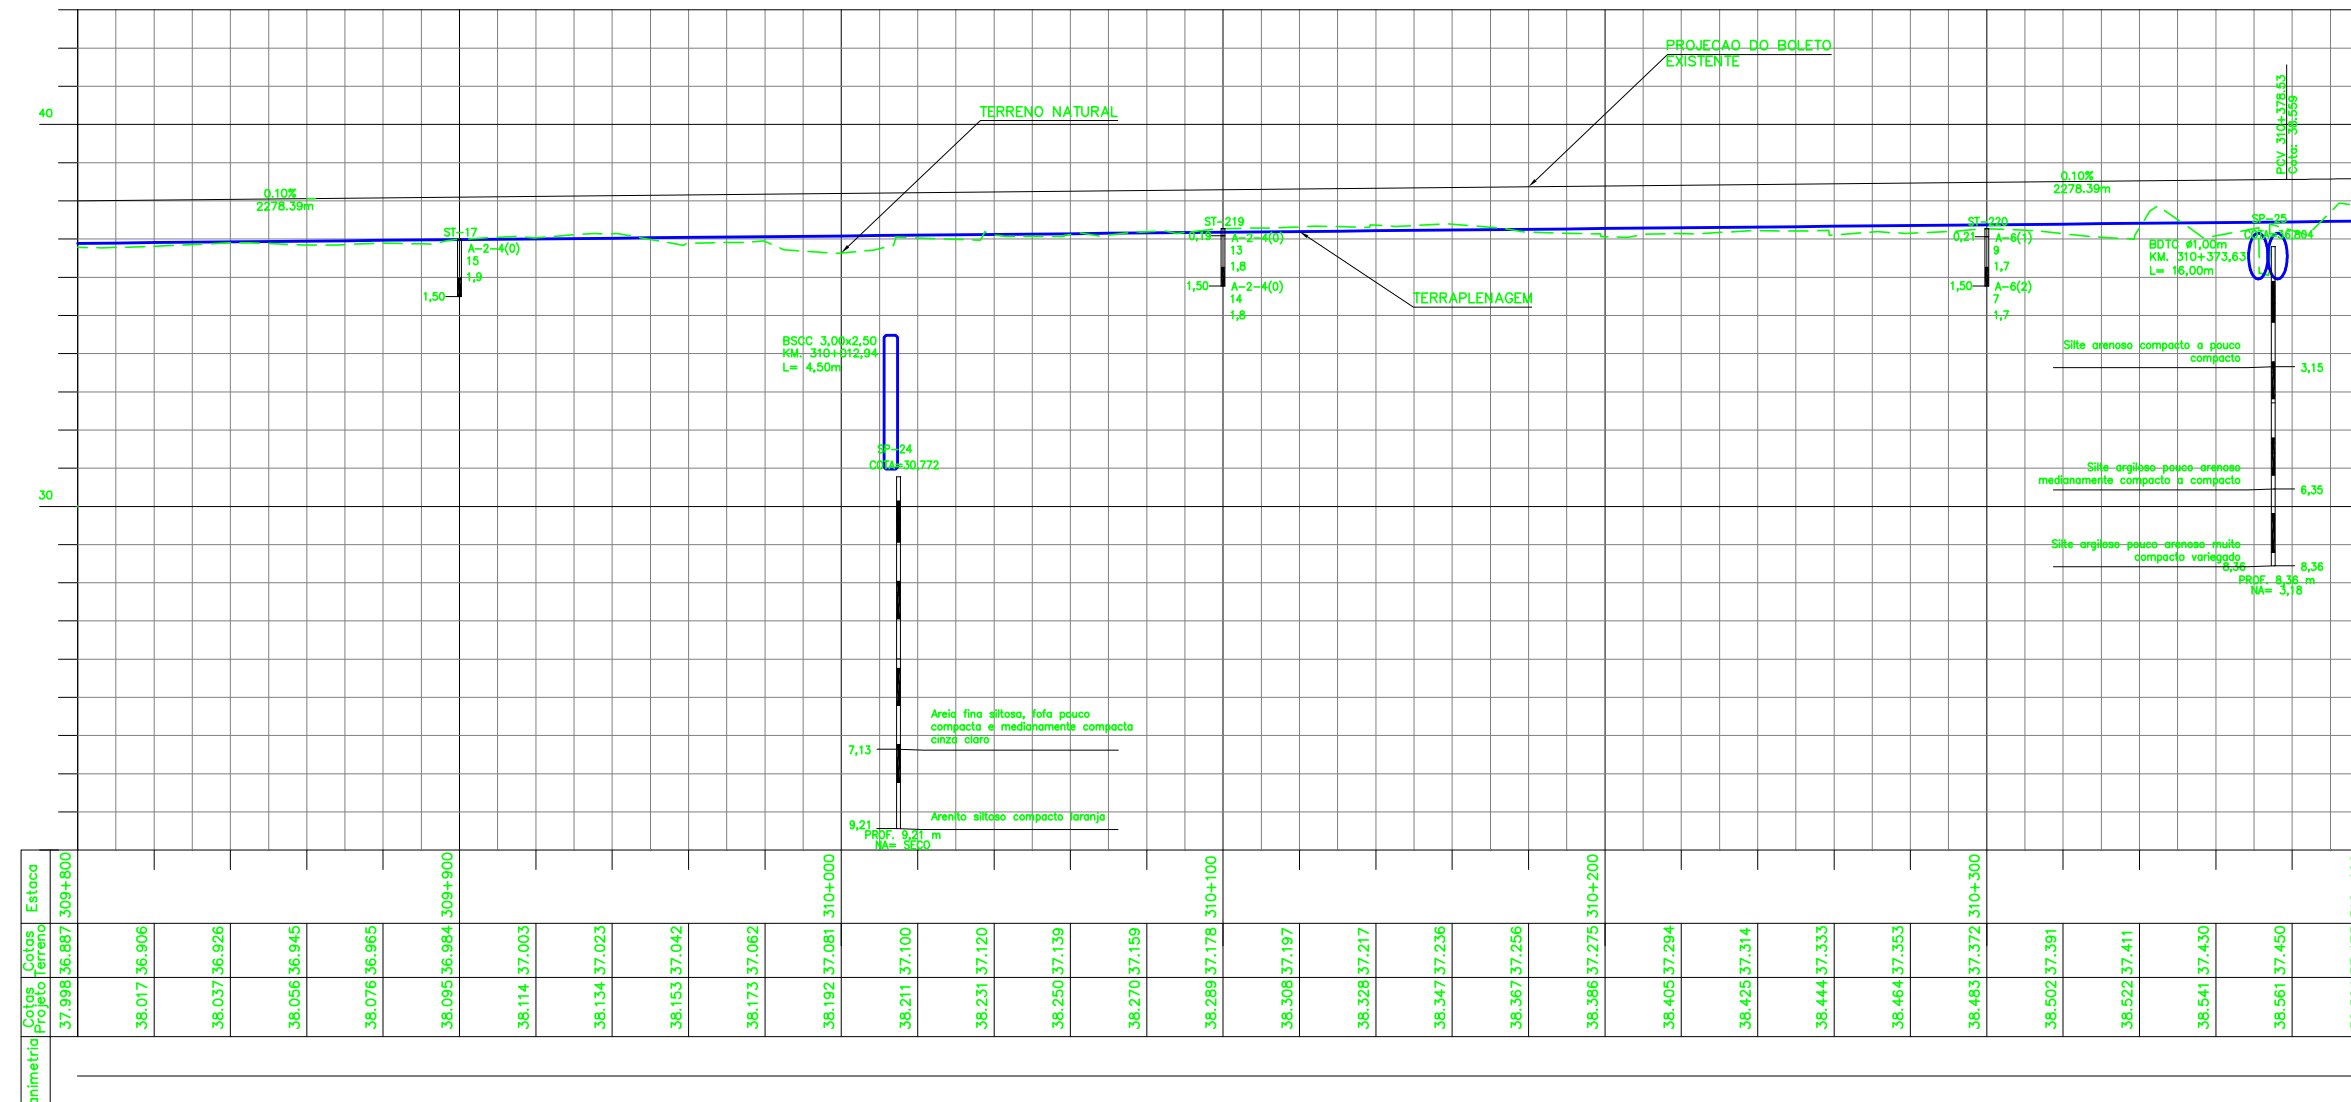 PROJECAO DO BOLETO
EXISTENTE
PCV 310+378.53
Cota: 38.559
40
TERRENO NATURAL
0.10%
2278.39m
0.10%
2278.39m
ST-17
A-2-4(0)
15
1,9
1,50
ST-219
0,19
A-2-4(0)
13
1,8
1,50
A-2-4(0)
14
1,8
TERRAPLENAGEM
ST-220
0,21
A-6(1)
9
1,7
1,50
A-6(2)
7
1,7
SP-25
COTA=36.804
BDTC ø1,00m
KM. 310+373,63
L= 16,00m
BSCC 3,00x2,50
KM. 310+012,94
L= 4,50m
Silte arenoso compacto a pouco
compacto
3,15
SP-24
COTA=30.772
30
Silte argiloso pouco arenoso
medianamente compacto a compacto
6,35
Silte argiloso pouco arenoso muito
compacto variegado
8,36
8,36
PROF. 8,36 m
NA= 3,18
Areia fina siltosa, fofa pouco
compacta e medianamente compacta
cinza claro
7,13
9,21
Arenito siltoso compacto laranja
PROF. 9,21 m
NA= SECO
Estaca
309+800
309+900
310+000
310+100
310+200
310+300
Cotas
Terreno
36.887
36.906
36.926
36.945
36.965
36.984
37.003
37.023
37.042
37.062
37.081
37.100
37.120
37.139
37.159
37.178
37.197
37.217
37.236
37.256
37.275
37.294
37.314
37.333
37.353
37.372
37.391
37.411
37.430
37.450
Cotas
Projeto
37.998
38.017
38.037
38.056
38.076
38.095
38.114
38.134
38.153
38.173
38.192
38.211
38.231
38.250
38.270
38.289
38.308
38.328
38.347
38.367
38.386
38.405
38.425
38.444
38.464
38.483
38.502
38.522
38.541
38.561
animetria